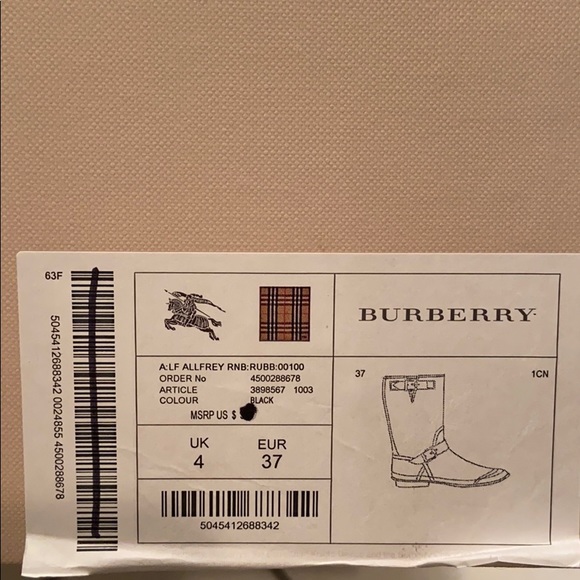 63F
5045412688342 0024855 4500288678
A:LF ALLFREY RNB:RUBB:00100
ORDER No 4500288678
ARTICLE 3898567 1003
COLOUR BLACK
MSRP US $
UK EUR
4 37
5045412688342
BURBERRY
37 1CN